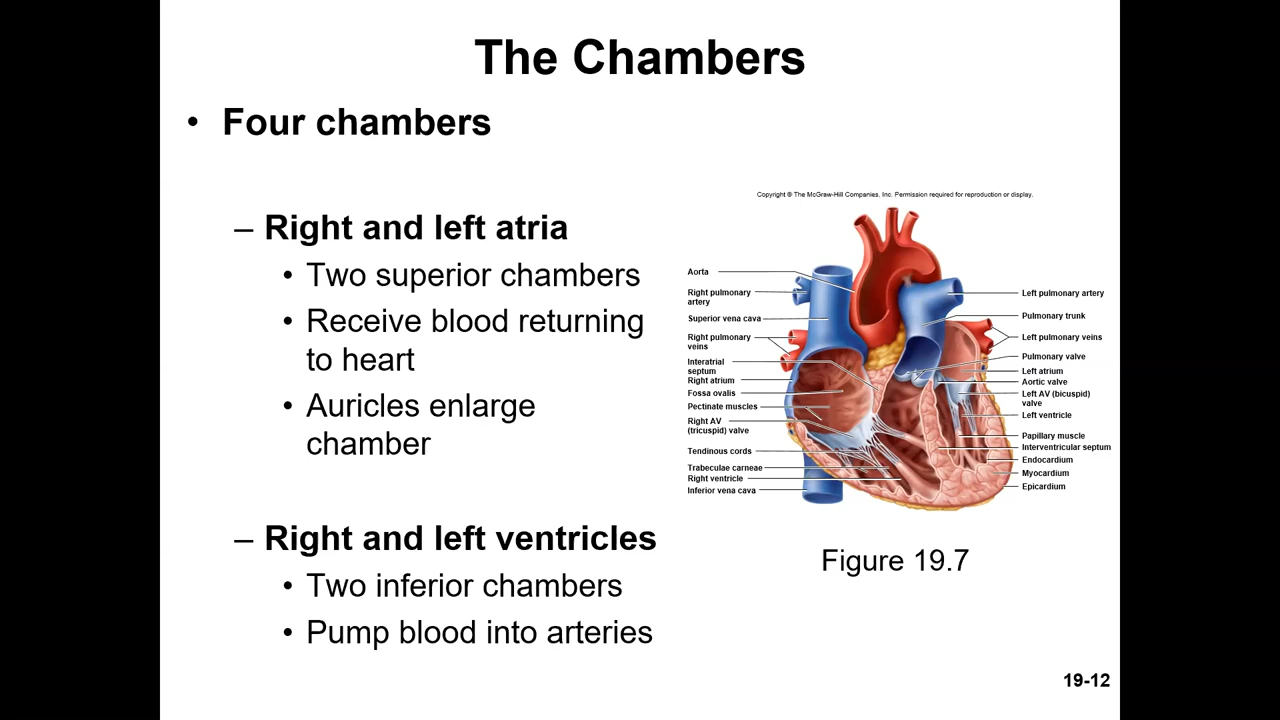 The Chambers
• Four chambers
– Right and left atria
• Two superior chambers
• Receive blood returning
to heart
• Auricles enlarge
chamber
– Right and left ventricles
• Two inferior chambers
• Pump blood into arteries
Copyright © The McGraw-Hill Companies, Inc. Permission required for reproduction or display.
Aorta
Right pulmonary
artery
Superior vena cava
Right pulmonary
veins
Interatrial
septum
Right atrium
Fossa ovalis
Pectinate muscles
Right AV
(tricuspid) valve
Tendinous cords
Trabeculae carneae
Right ventricle
Inferior vena cava
Left pulmonary artery
Pulmonary trunk
Left pulmonary veins
Pulmonary valve
Left atrium
Aortic valve
Left AV (bicuspid)
valve
Left ventricle
Papillary muscle
Interventricular septum
Endocardium
Myocardium
Epicardium
Figure 19.7
19-12